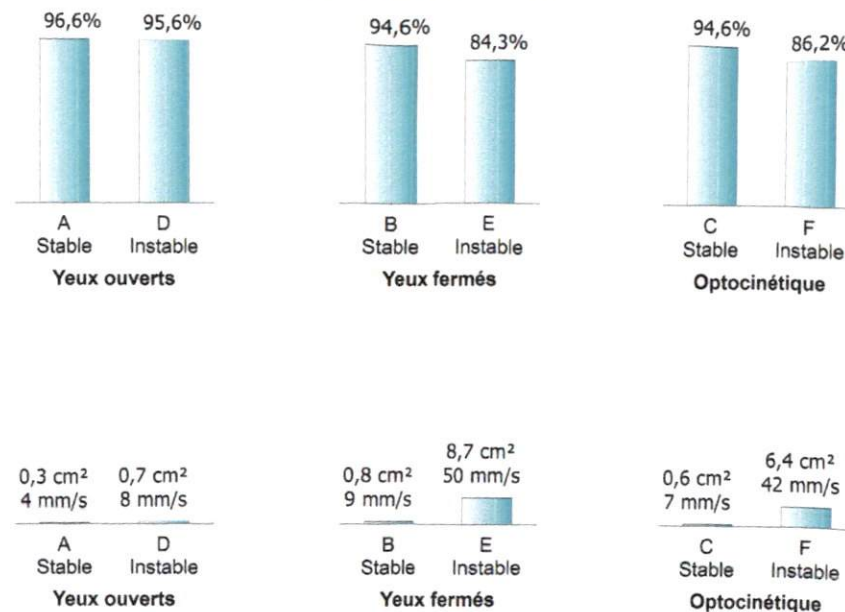 96,6% 95,6%
A D
Stable Instable
Yeux ouverts
94,6% 84,3%
B E
Stable Instable
Yeux fermés
94,6% 86,2%
C F
Stable Instable
Optocinétique
0,3 cm² 0,7 cm²
4 mm/s 8 mm/s
A D
Stable Instable
Yeux ouverts
0,8 cm² 8,7 cm²
9 mm/s 50 mm/s
B E
Stable Instable
Yeux fermés
0,6 cm² 6,4 cm²
7 mm/s 42 mm/s
C F
Stable Instable
Optocinétique